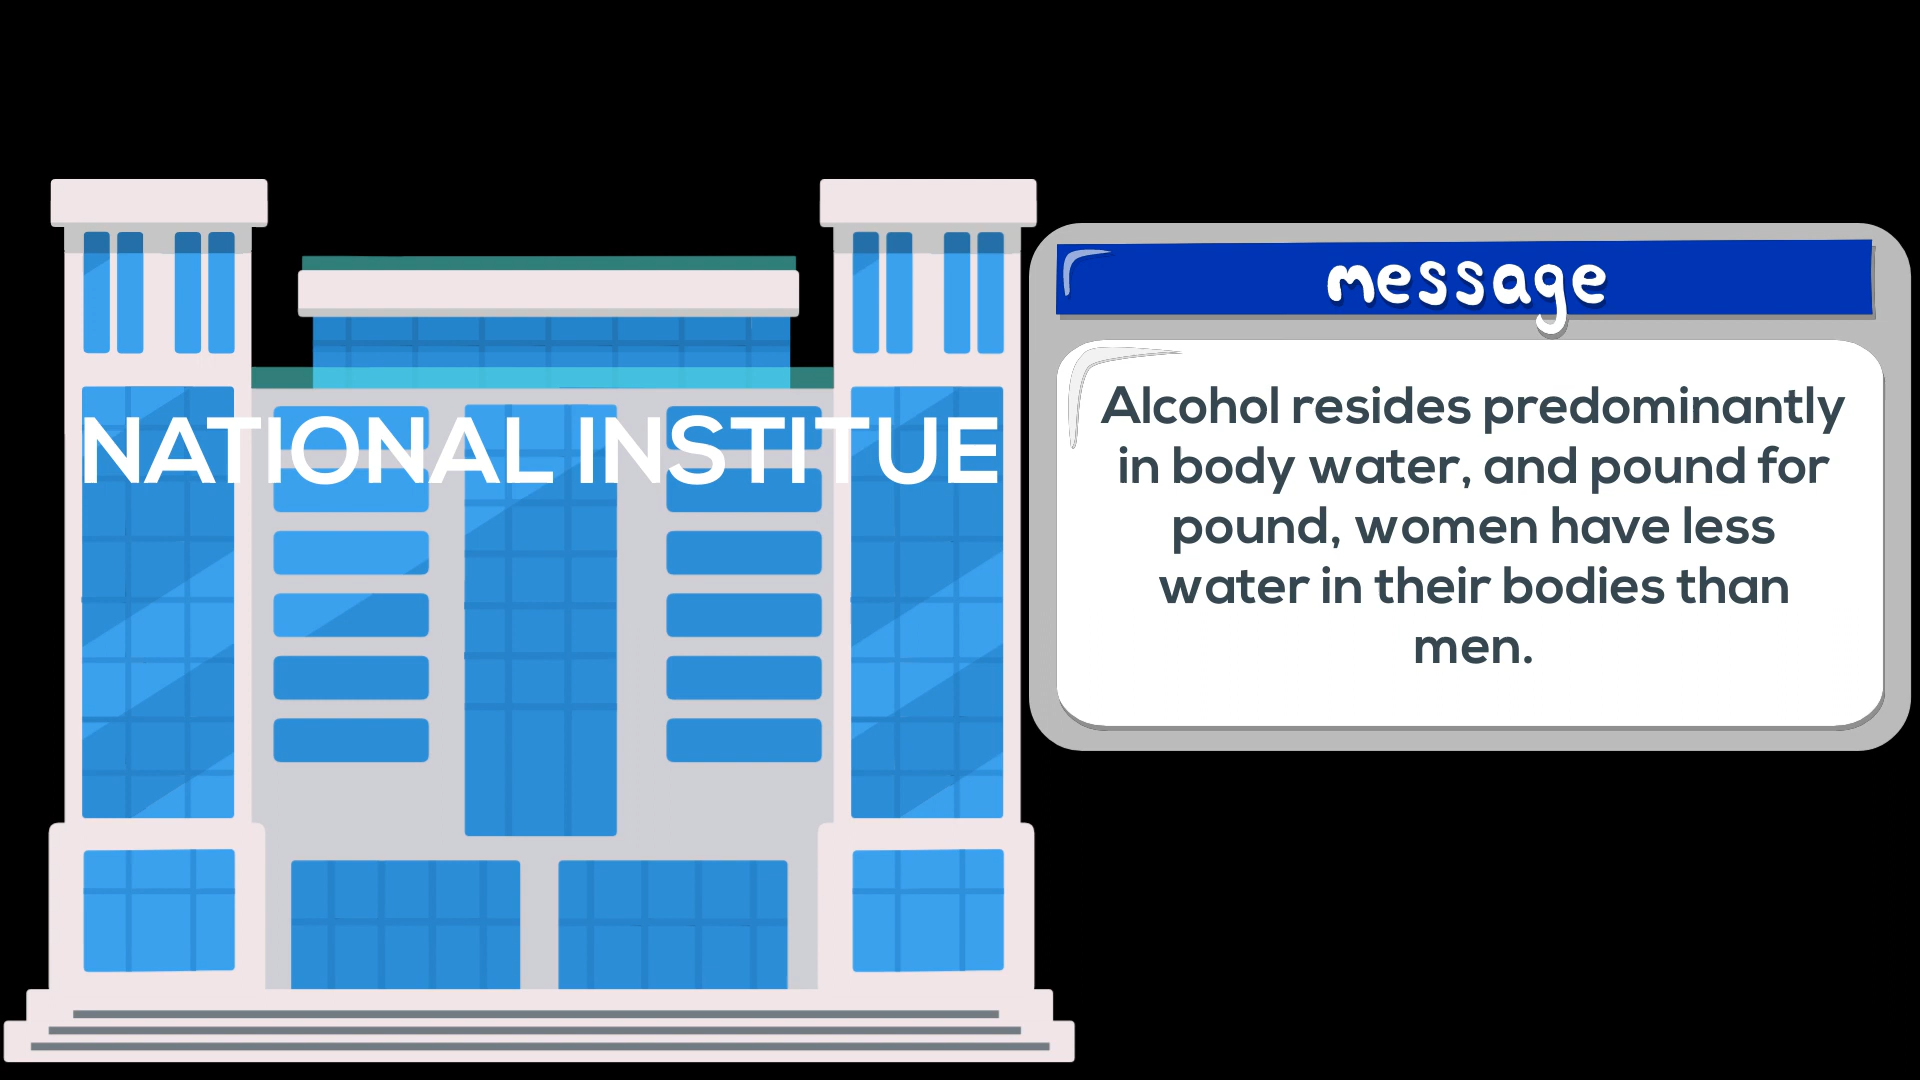 NATIONAL INSTITUE
message
Alcohol resides predominantly
in body water, and pound for
pound, women have less
water in their bodies than
men.